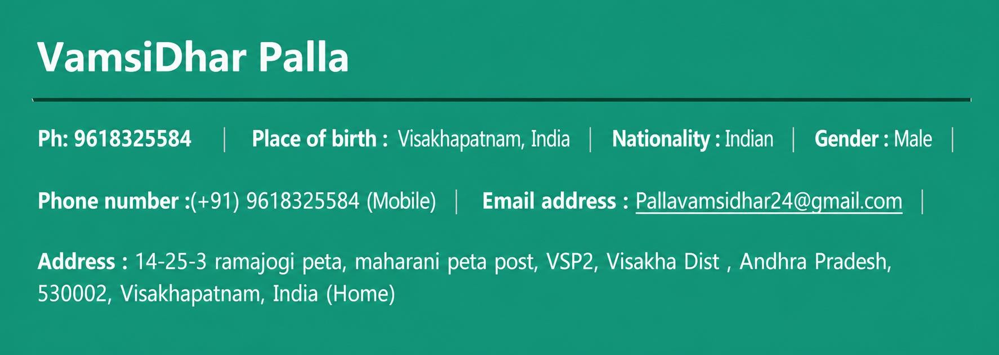 VamsiDhar Palla
Ph: 9618325584 | Place of birth : Visakhapatnam, India | Nationality : Indian | Gender : Male |
Phone number :(+91) 9618325584 (Mobile) | Email address : Pallavamsidhar24@gmail.com |
Address : 14-25-3 ramajogi peta, maharani peta post, VSP2, Visakha Dist , Andhra Pradesh,
530002, Visakhapatnam, India (Home)